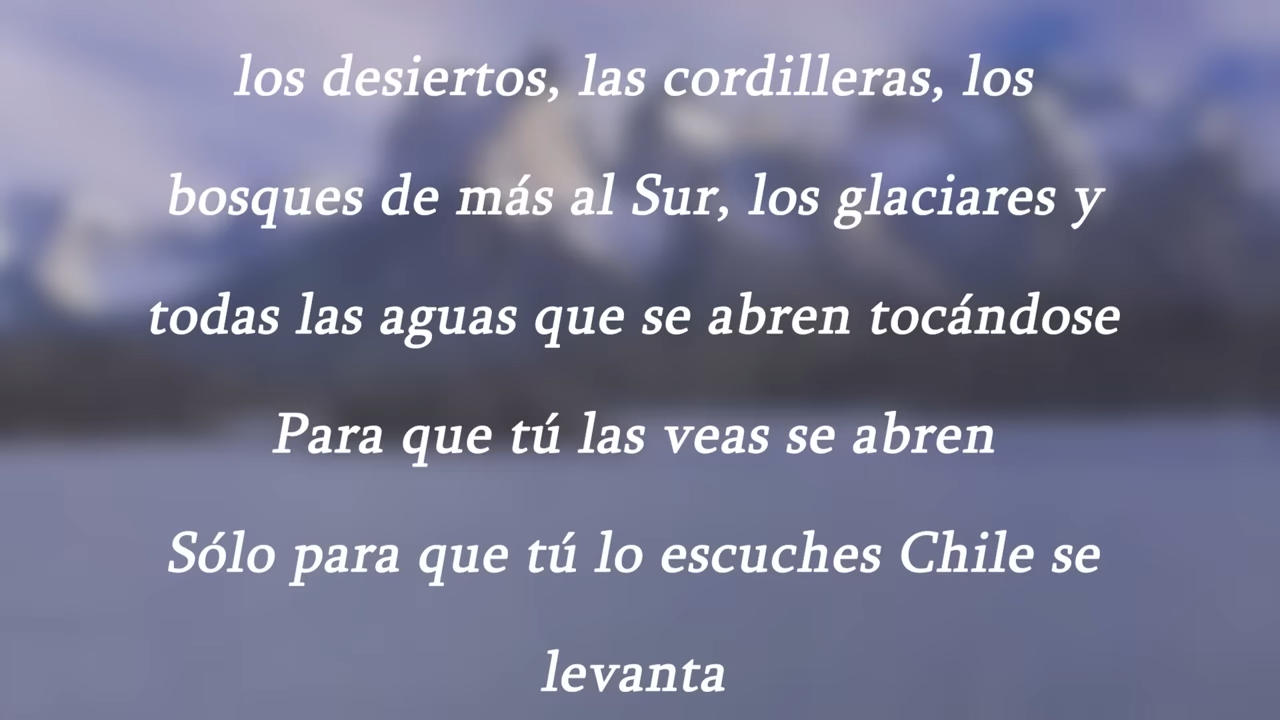 los desiertos, las cordilleras, los
bosques de más al Sur, los glaciares y
todas las aguas que se abren tocándose
Para que tú las veas se abren
Sólo para que tú lo escuches Chile se
levanta